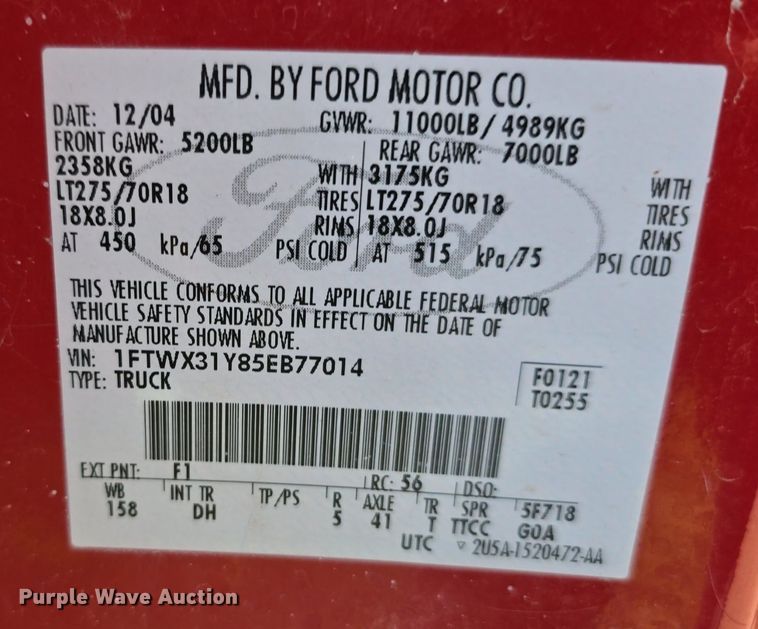 MFD. BY FORD MOTOR CO.
DATE: 12/04 GVWR: 11000LB/ 4989KG
FRONT GAWR: 5200LB REAR GAWR: 7000LB
2358KG WITH 3175KG WITH
LT275/70R18 TIRES LT275/70R18 TIRES
18X8.0J RIMS 18X8.0J RIMS
AT 450 kPa/65 PSI COLD AT 515 kPa/75 PSI COLD
Ford
THIS VEHICLE CONFORMS TO ALL APPLICABLE FEDERAL MOTOR
VEHICLE SAFETY STANDARDS IN EFFECT ON THE DATE OF
MANUFACTURE SHOWN ABOVE.
VIN: 1FTWX31Y85EB77014
TYPE: TRUCK
F0121
T0255
EXT PNT: F1 RC: 56 DSO:
WB INT TR TP/PS R AXLE TR SPR 5F718
158 DH 5 41 T TTCC G0A
UTC ▽ 2U5A-1520472-AA
Purple Wave Auction